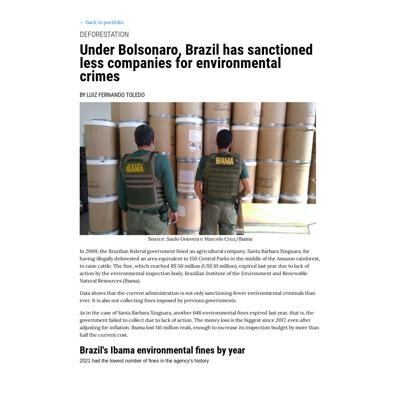 ← back to portfolio
DEFORESTATION
Under Bolsonaro, Brazil has sanctioned
less companies for environmental
crimes
BY LUIZ FERNANDO TOLEDO
IBAMA
IBAMA
Source: Saulo Gouveia e Marcelo Cruz/Ibama
In 2009, the Brazilian federal government fined an agricultural company, Santa Bárbara Xinguara, for
having illegally deforested an area equivalent to 150 Central Parks in the middle of the Amazon rainforest,
to raise cattle. The fine, which reached R$ 50 million (US$ 10 million), expired last year due to lack of
action by the environmental inspection body, Brazilian Institute of the Environment and Renewable
Natural Resources (Ibama).
Data shows that the current administration is not only sanctioning fewer environmental criminals than
ever. It is also not collecting fines imposed by previous governments.
As in the case of Santa Bárbara Xinguara, another 648 environmental fines expired last year, that is, the
government failed to collect due to lack of action. The money loss is the biggest since 2017, even after
adjusting for inflation. Ibama lost 141 million reais, enough to increase its inspection budget by more than
half the current cost.
Brazil's Ibama environmental fines by year
2021 had the lowest number of fines in the agency's history